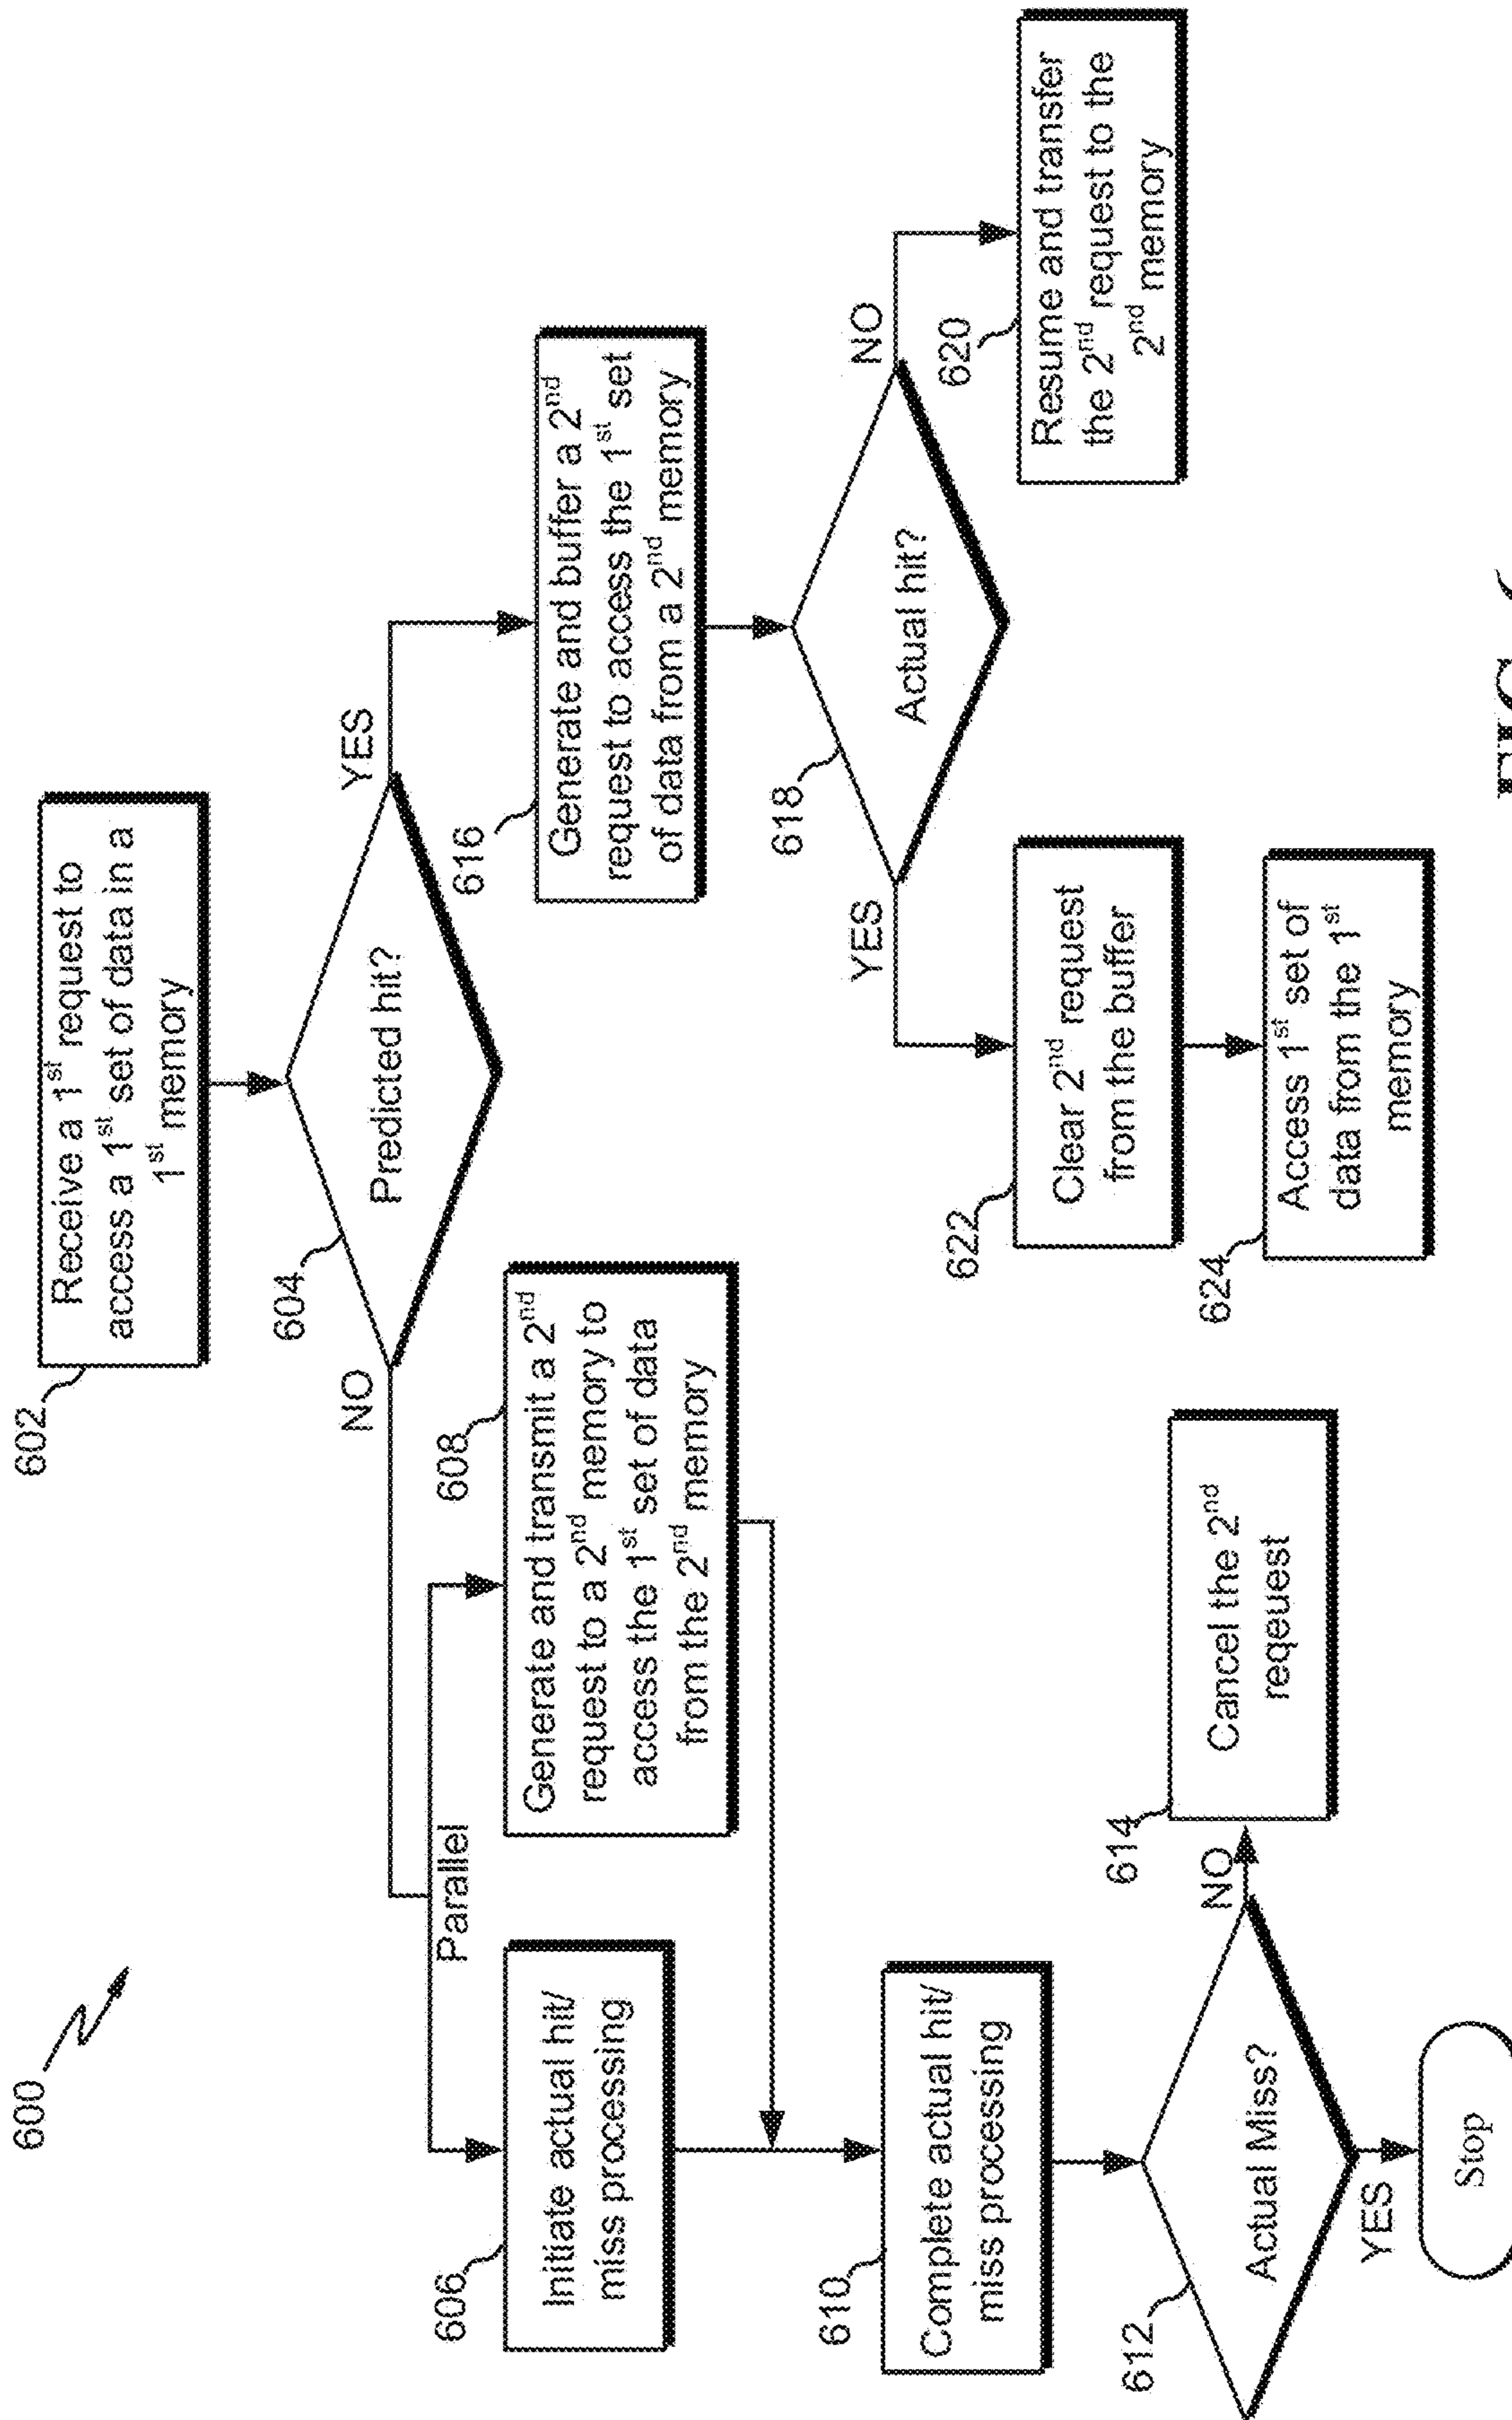 600
602
Receive a 1st request to
access a 1st set of data in a
1st memory
604
Predicted hit?
NO
YES
Parallel
606
Initiate actual hit/
miss processing
608
Generate and transmit a 2nd
request to a 2nd memory to
access the 1st set of data
from the 2nd memory
610
Complete actual hit/
miss processing
612
Actual Miss?
NO
YES
614
Cancel the 2nd
reqeuest
Stop
616
Generate and buffer a 2nd
request to access the 1st set
of data from a 2nd memory
618
Actual hit?
YES
NO
620
Resume and transfer
the 2nd request to the
2nd memory
622
Clear 2nd request
from the buffer
624
Access 1st set of
data from the 1st
memory